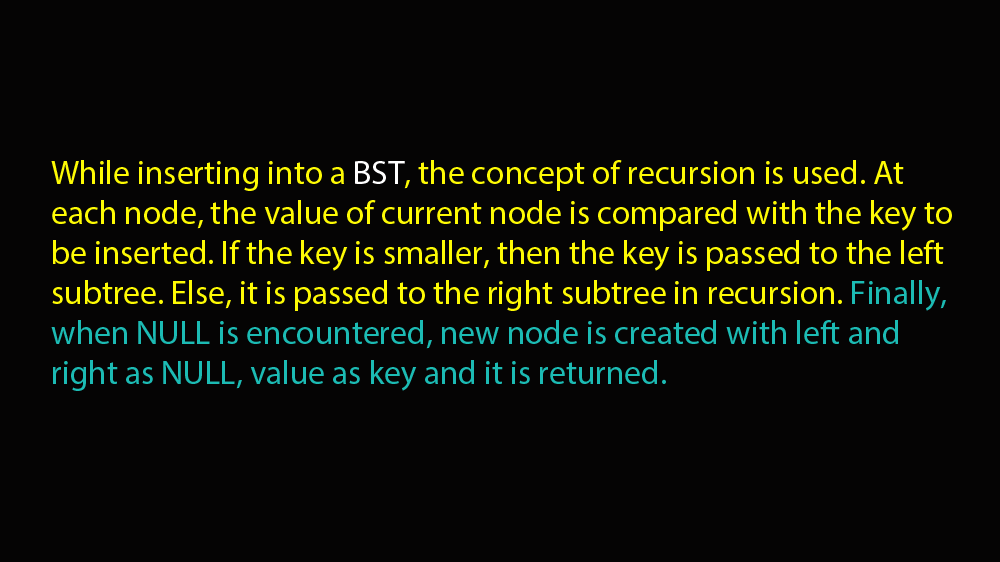 While inserting into a BST, the concept of recursion is used. At
each node, the value of current node is compared with the key to
be inserted. If the key is smaller, then the key is passed to the left
subtree. Else, it is passed to the right subtree in recursion. Finally,
when NULL is encountered, new node is created with left and
right as NULL, value as key and it is returned.